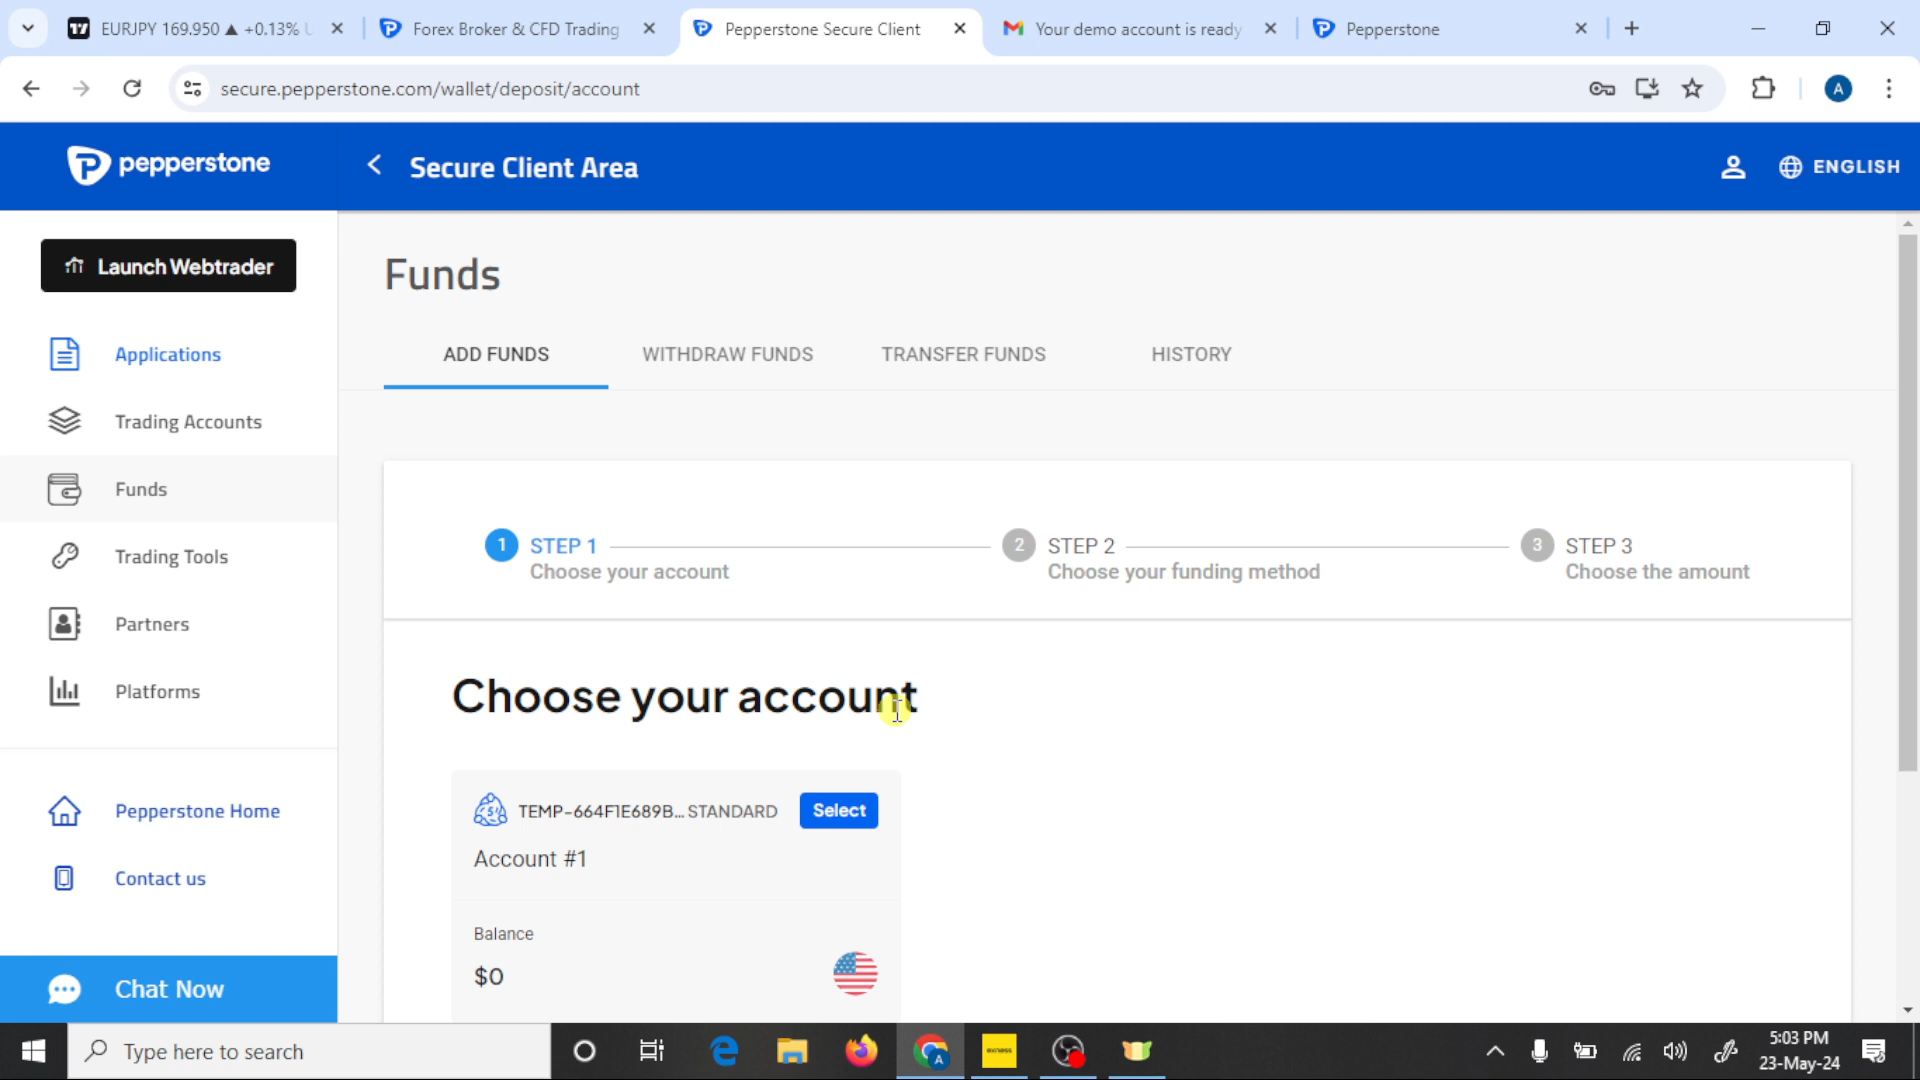 EURJPY 169.950 ▲ +0.13%
Forex Broker & CFD Trading
Pepperstone Secure Client
Your demo account is ready
Pepperstone
secure.pepperstone.com/wallet/deposit/account
A
pepperstone
Secure Client Area
ENGLISH
Launch Webtrader
Applications
Trading Accounts
Funds
Trading Tools
Partners
Platforms
Pepperstone Home
Contact us
Chat Now
Funds
ADD FUNDS
WITHDRAW FUNDS
TRANSFER FUNDS
HISTORY
1 STEP 1
Choose your account
2 STEP 2
Choose your funding method
3 STEP 3
Choose the amount
Choose your account
TEMP-664F1E689B... STANDARD
Select
Account #1
Balance
$0
Type here to search
A
exness
5:03 PM
23-May-24